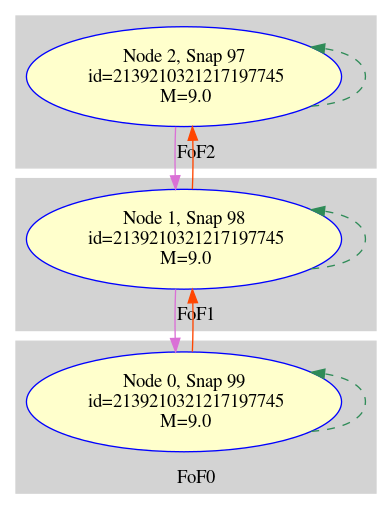 Node 2, Snap 97
id=2139210321217197745
M=9.0
FoF2
Node 1, Snap 98
id=2139210321217197745
M=9.0
FoF1
Node 0, Snap 99
id=2139210321217197745
M=9.0
FoF0